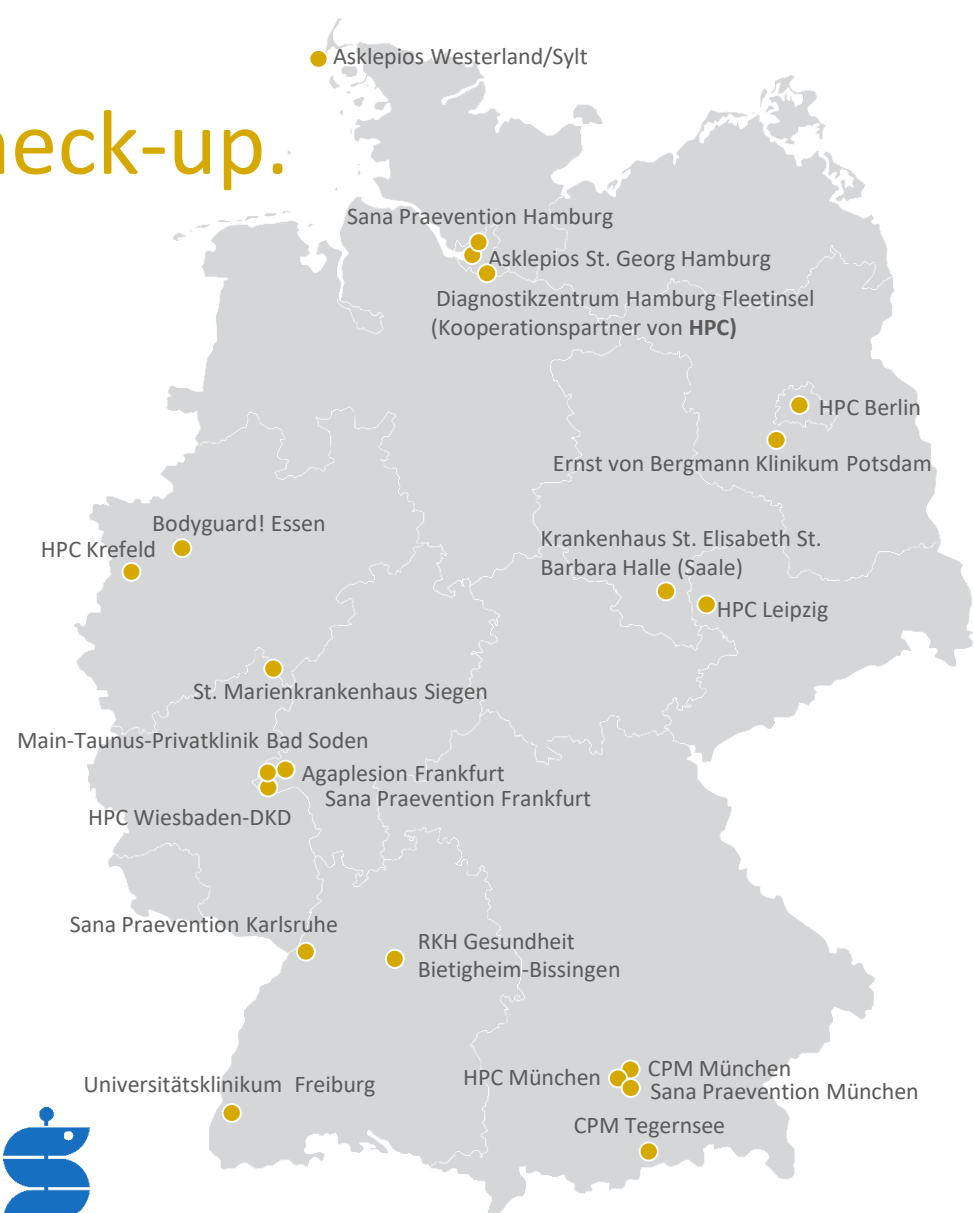 Asklepios Westerland/Sylt
heck-up.
Sana Praevention Hamburg
Asklepios St. Georg Hamburg
Diagnostikzentrum Hamburg Fleetinsel
(Kooperationspartner von HPC)
HPC Berlin
Ernst von Bergmann Klinikum Potsdam
Bodyguard! Essen
HPC Krefeld
Krankenhaus St. Elisabeth St.
Barbara Halle (Saale)
HPC Leipzig
St. Marienkrankenhaus Siegen
Main-Taunus-Privatklinik Bad Soden
Agaplesion Frankfurt
Sana Praevention Frankfurt
HPC Wiesbaden-DKD
Sana Praevention Karlsruhe
RKH Gesundheit
Bietigheim-Bissingen
CPM München
HPC München
Sana Praevention München
Universitätsklinikum Freiburg
CPM Tegernsee